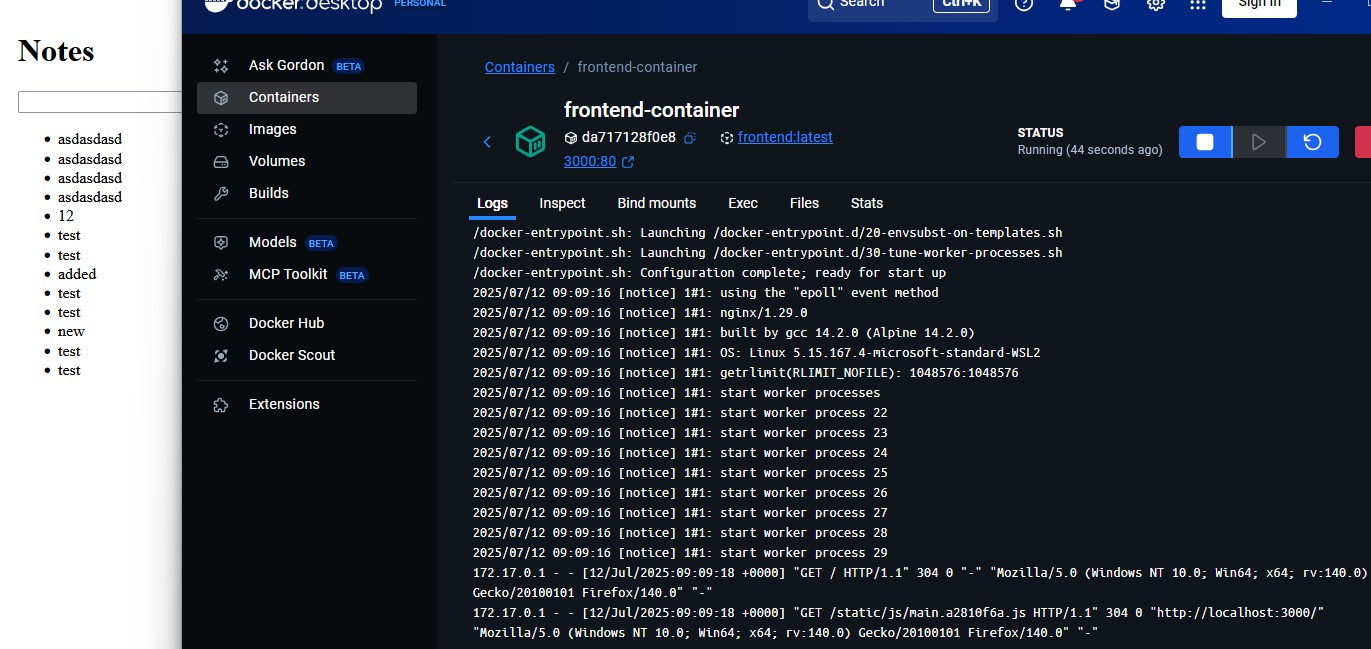 docker.desktop PERSONAL Search Ctrl+K Sign in
Notes
asdasdasd
asdasdasd
asdasdasd
asdasdasd
12
test
test
added
test
test
new
test
test
Ask Gordon BETA
Containers
Images
Volumes
Builds
Models BETA
MCP Toolkit BETA
Docker Hub
Docker Scout
Extensions
Containers / frontend-container
frontend-container
da717128f0e8 frontend:latest
3000:80
STATUS
Running (44 seconds ago)
Logs Inspect Bind mounts Exec Files Stats
/docker-entrypoint.sh: Launching /docker-entrypoint.d/20-envsubst-on-templates.sh
/docker-entrypoint.sh: Launching /docker-entrypoint.d/30-tune-worker-processes.sh
/docker-entrypoint.sh: Configuration complete; ready for start up
2025/07/12 09:09:16 [notice] 1#1: using the "epoll" event method
2025/07/12 09:09:16 [notice] 1#1: nginx/1.29.0
2025/07/12 09:09:16 [notice] 1#1: built by gcc 14.2.0 (Alpine 14.2.0)
2025/07/12 09:09:16 [notice] 1#1: OS: Linux 5.15.167.4-microsoft-standard-WSL2
2025/07/12 09:09:16 [notice] 1#1: getrlimit(RLIMIT_NOFILE): 1048576:1048576
2025/07/12 09:09:16 [notice] 1#1: start worker processes
2025/07/12 09:09:16 [notice] 1#1: start worker process 22
2025/07/12 09:09:16 [notice] 1#1: start worker process 23
2025/07/12 09:09:16 [notice] 1#1: start worker process 24
2025/07/12 09:09:16 [notice] 1#1: start worker process 25
2025/07/12 09:09:16 [notice] 1#1: start worker process 26
2025/07/12 09:09:16 [notice] 1#1: start worker process 27
2025/07/12 09:09:16 [notice] 1#1: start worker process 28
2025/07/12 09:09:16 [notice] 1#1: start worker process 29
172.17.0.1 - - [12/Jul/2025:09:09:18 +0000] "GET / HTTP/1.1" 304 0 "-" "Mozilla/5.0 (Windows NT 10.0; Win64; x64; rv:140.0)
Gecko/20100101 Firefox/140.0" "-"
172.17.0.1 - - [12/Jul/2025:09:09:18 +0000] "GET /static/js/main.a2810f6a.js HTTP/1.1" 304 0 "http://localhost:3000/"
"Mozilla/5.0 (Windows NT 10.0; Win64; x64; rv:140.0) Gecko/20100101 Firefox/140.0" "-"